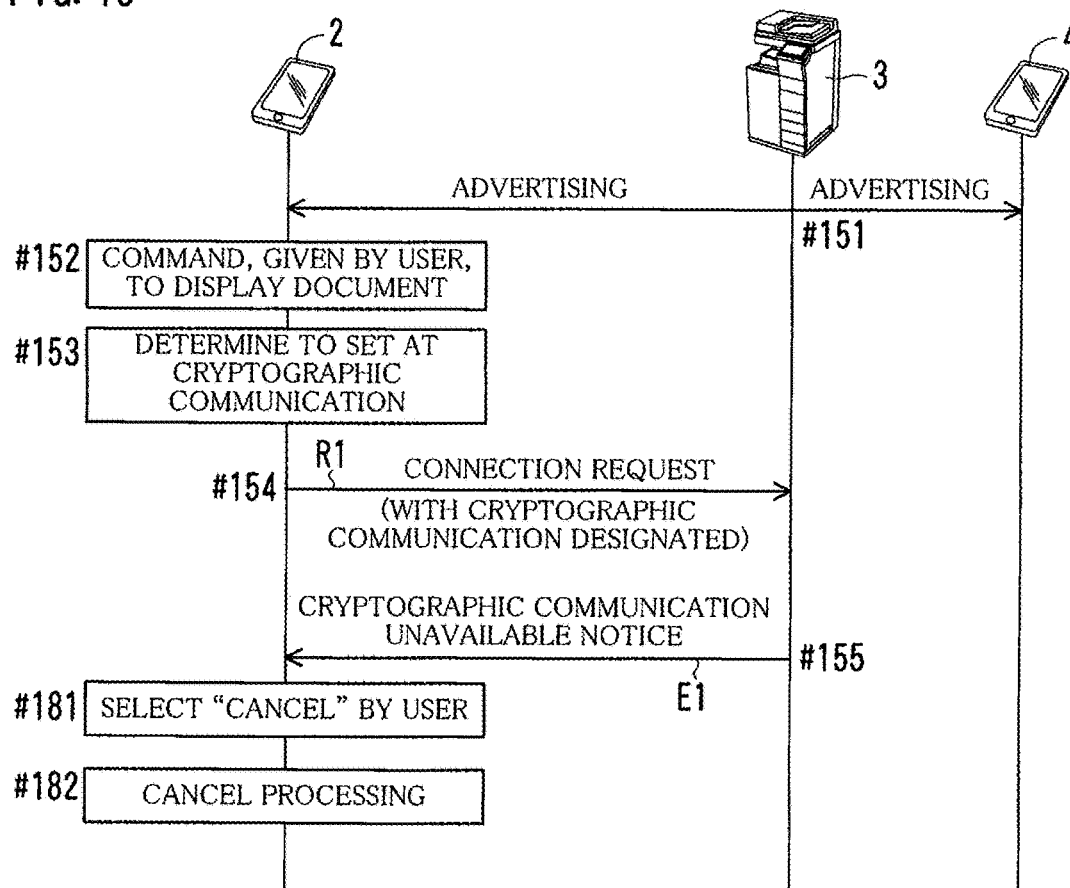 2
3
4
ADVERTISING
ADVERTISING
#151
#152
COMMAND, GIVEN BY USER,
TO DISPLAY DOCUMENT
#153
DETERMINE TO SET AT
CRYPTOGRAPHIC
COMMUNICATION
R1
CONNECTION REQUEST
#154
(WITH CRYPTOGRAPHIC
COMMUNICATION DESIGNATED)
CRYPTOGRAPHIC COMMUNICATION
UNAVAILABLE NOTICE
#155
E1
#181
SELECT “CANCEL” BY USER
#182
CANCEL PROCESSING